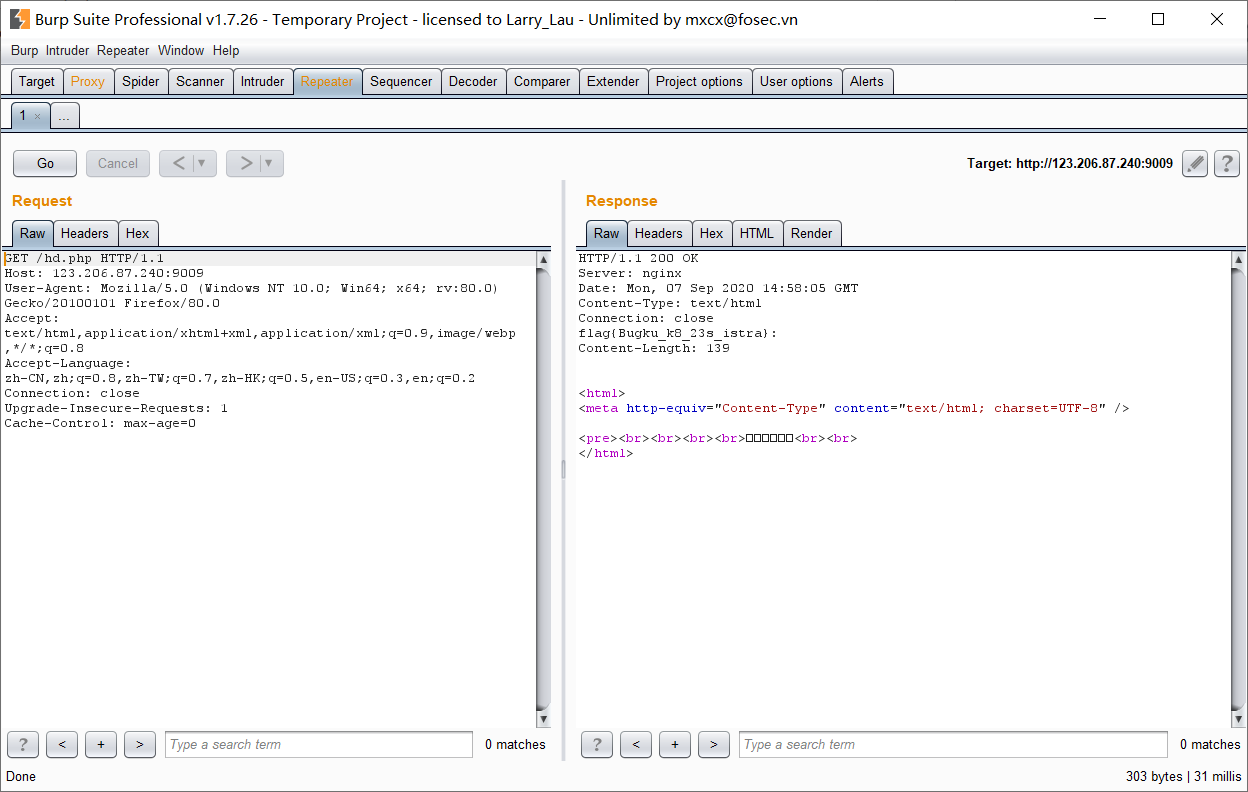 Burp Suite Professional v1.7.26 - Temporary Project - licensed to Larry_Lau - Unlimited by mxcx@fosec.vn
Burp Intruder Repeater Window Help
Target Proxy Spider Scanner Intruder Repeater Sequencer Decoder Comparer Extender Project options User options Alerts
1 × ...
Go Cancel < ▼ > ▼ Target: http://123.206.87.240:9009 ?
Request
Raw Headers Hex
GET /hd.php HTTP/1.1
Host: 123.206.87.240:9009
User-Agent: Mozilla/5.0 (Windows NT 10.0; Win64; x64; rv:80.0)
Gecko/20100101 Firefox/80.0
Accept:
text/html,application/xhtml+xml,application/xml;q=0.9,image/webp
,*/*;q=0.8
Accept-Language:
zh-CN,zh;q=0.8,zh-TW;q=0.7,zh-HK;q=0.5,en-US;q=0.3,en;q=0.2
Connection: close
Upgrade-Insecure-Requests: 1
Cache-Control: max-age=0
? < + > Type a search term 0 matches
Response
Raw Headers Hex HTML Render
HTTP/1.1 200 OK
Server: nginx
Date: Mon, 07 Sep 2020 14:58:05 GMT
Content-Type: text/html
Connection: close
flag{Bugku_k8_23s_istra}:
Content-Length: 139
<html>
<meta http-equiv="Content-Type" content="text/html; charset=UTF-8" />
<pre><br><br><br><br>□□□□□□<br><br>
</html>
? < + > Type a search term 0 matches
Done 303 bytes | 31 millis